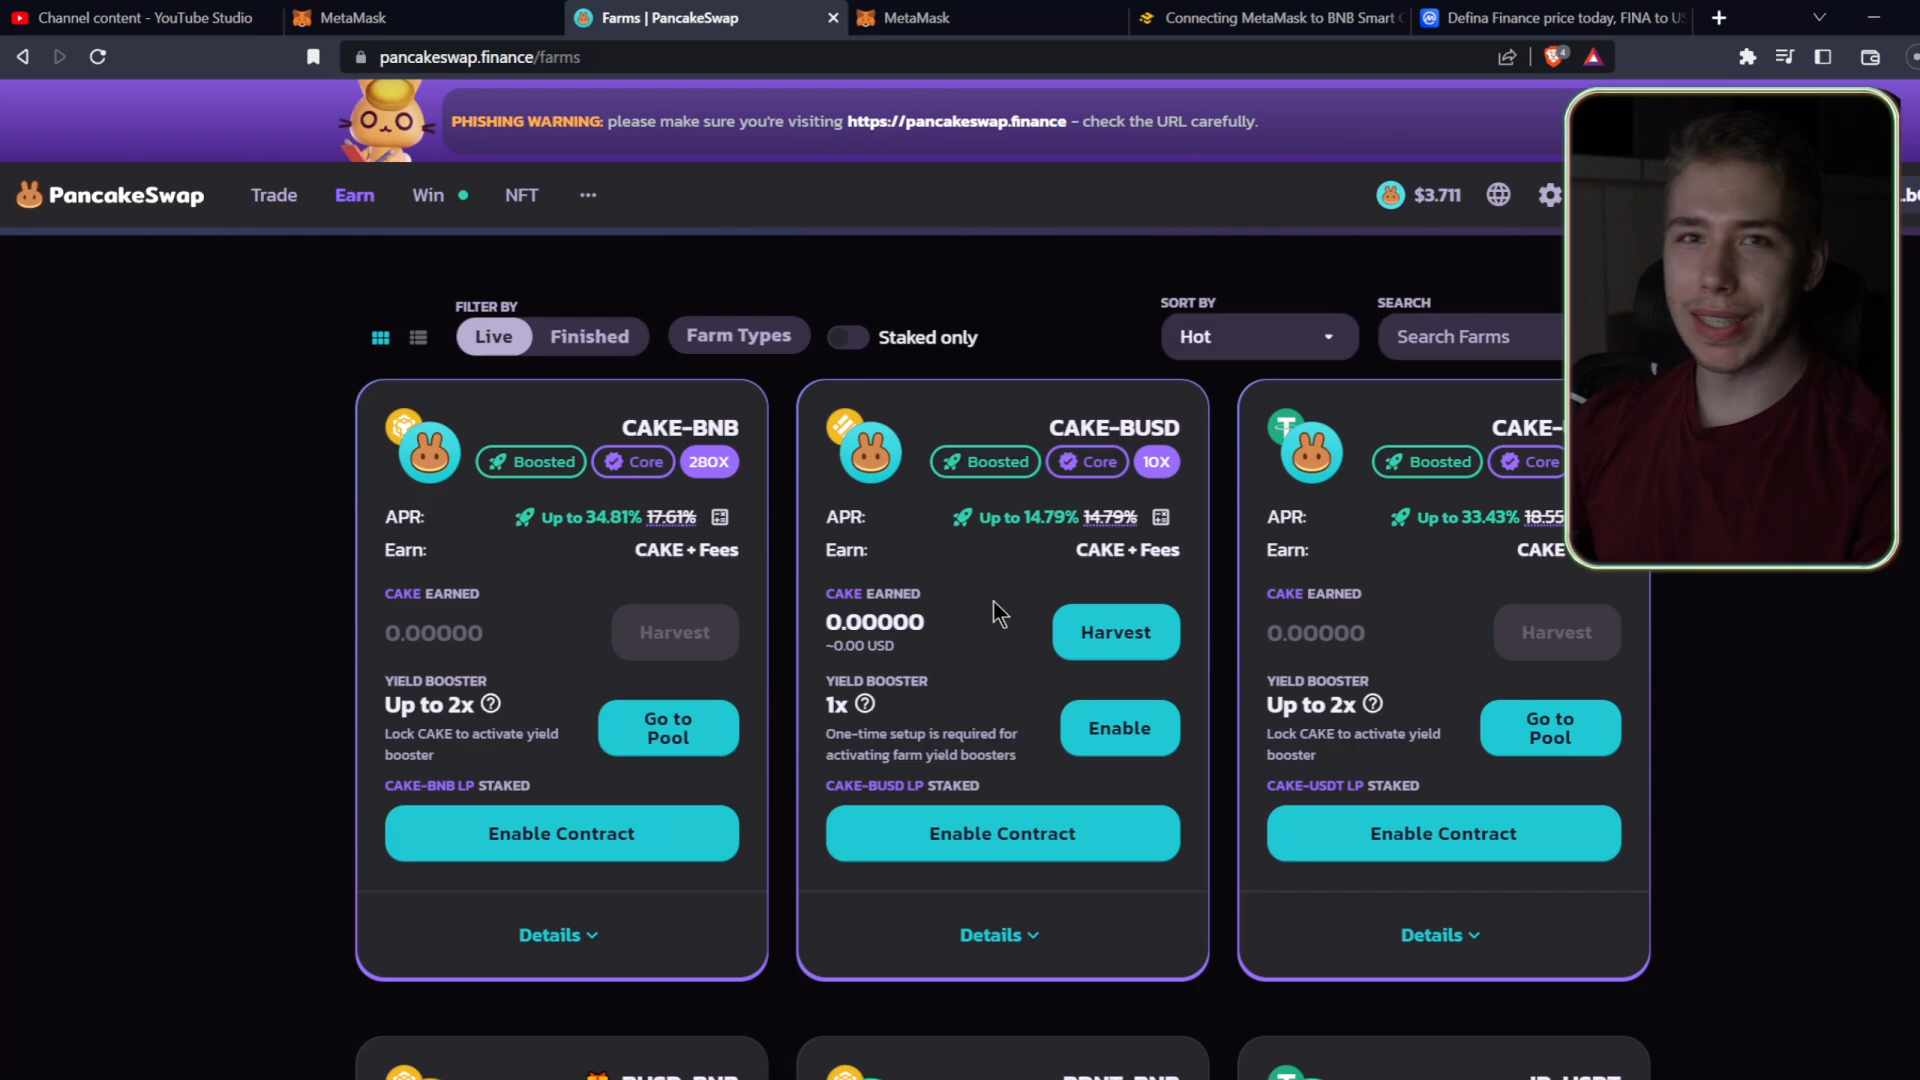 Channel content - YouTube Studio
MetaMask
Farms | PancakeSwap
MetaMask
Connecting MetaMask to BNB Smart C
Defina Finance price today, FINA to US
pancakeswap.finance/farms
4
PHISHING WARNING: please make sure you're visiting https://pancakeswap.finance - check the URL carefully.
PancakeSwap
Trade
Earn
Win
NFT
$3.711
FILTER BY
Live
Finished
Farm Types
Staked only
SORT BY
Hot
SEARCH
Search Farms
CAKE-BNB
Boosted
Core
280X
APR:
Up to 34.81% 17.61%
Earn:
CAKE + Fees
CAKE EARNED
0.00000
Harvest
YIELD BOOSTER
Up to 2x
Lock CAKE to activate yield
booster
Go to
Pool
CAKE-BNB LP STAKED
Enable Contract
Details
CAKE-BUSD
Boosted
Core
10X
APR:
Up to 14.79% 14.79%
Earn:
CAKE + Fees
CAKE EARNED
0.00000
~0.00 USD
Harvest
YIELD BOOSTER
1x
One-time setup is required for
activating farm yield boosters
Enable
CAKE-BUSD LP STAKED
Enable Contract
Details
CAKE-
Boosted
Core
APR:
Up to 33.43% 18.55
Earn:
CAKE
CAKE EARNED
0.00000
Harvest
YIELD BOOSTER
Up to 2x
Lock CAKE to activate yield
booster
Go to
Pool
CAKE-USDT LP STAKED
Enable Contract
Details
BUSD-BNB